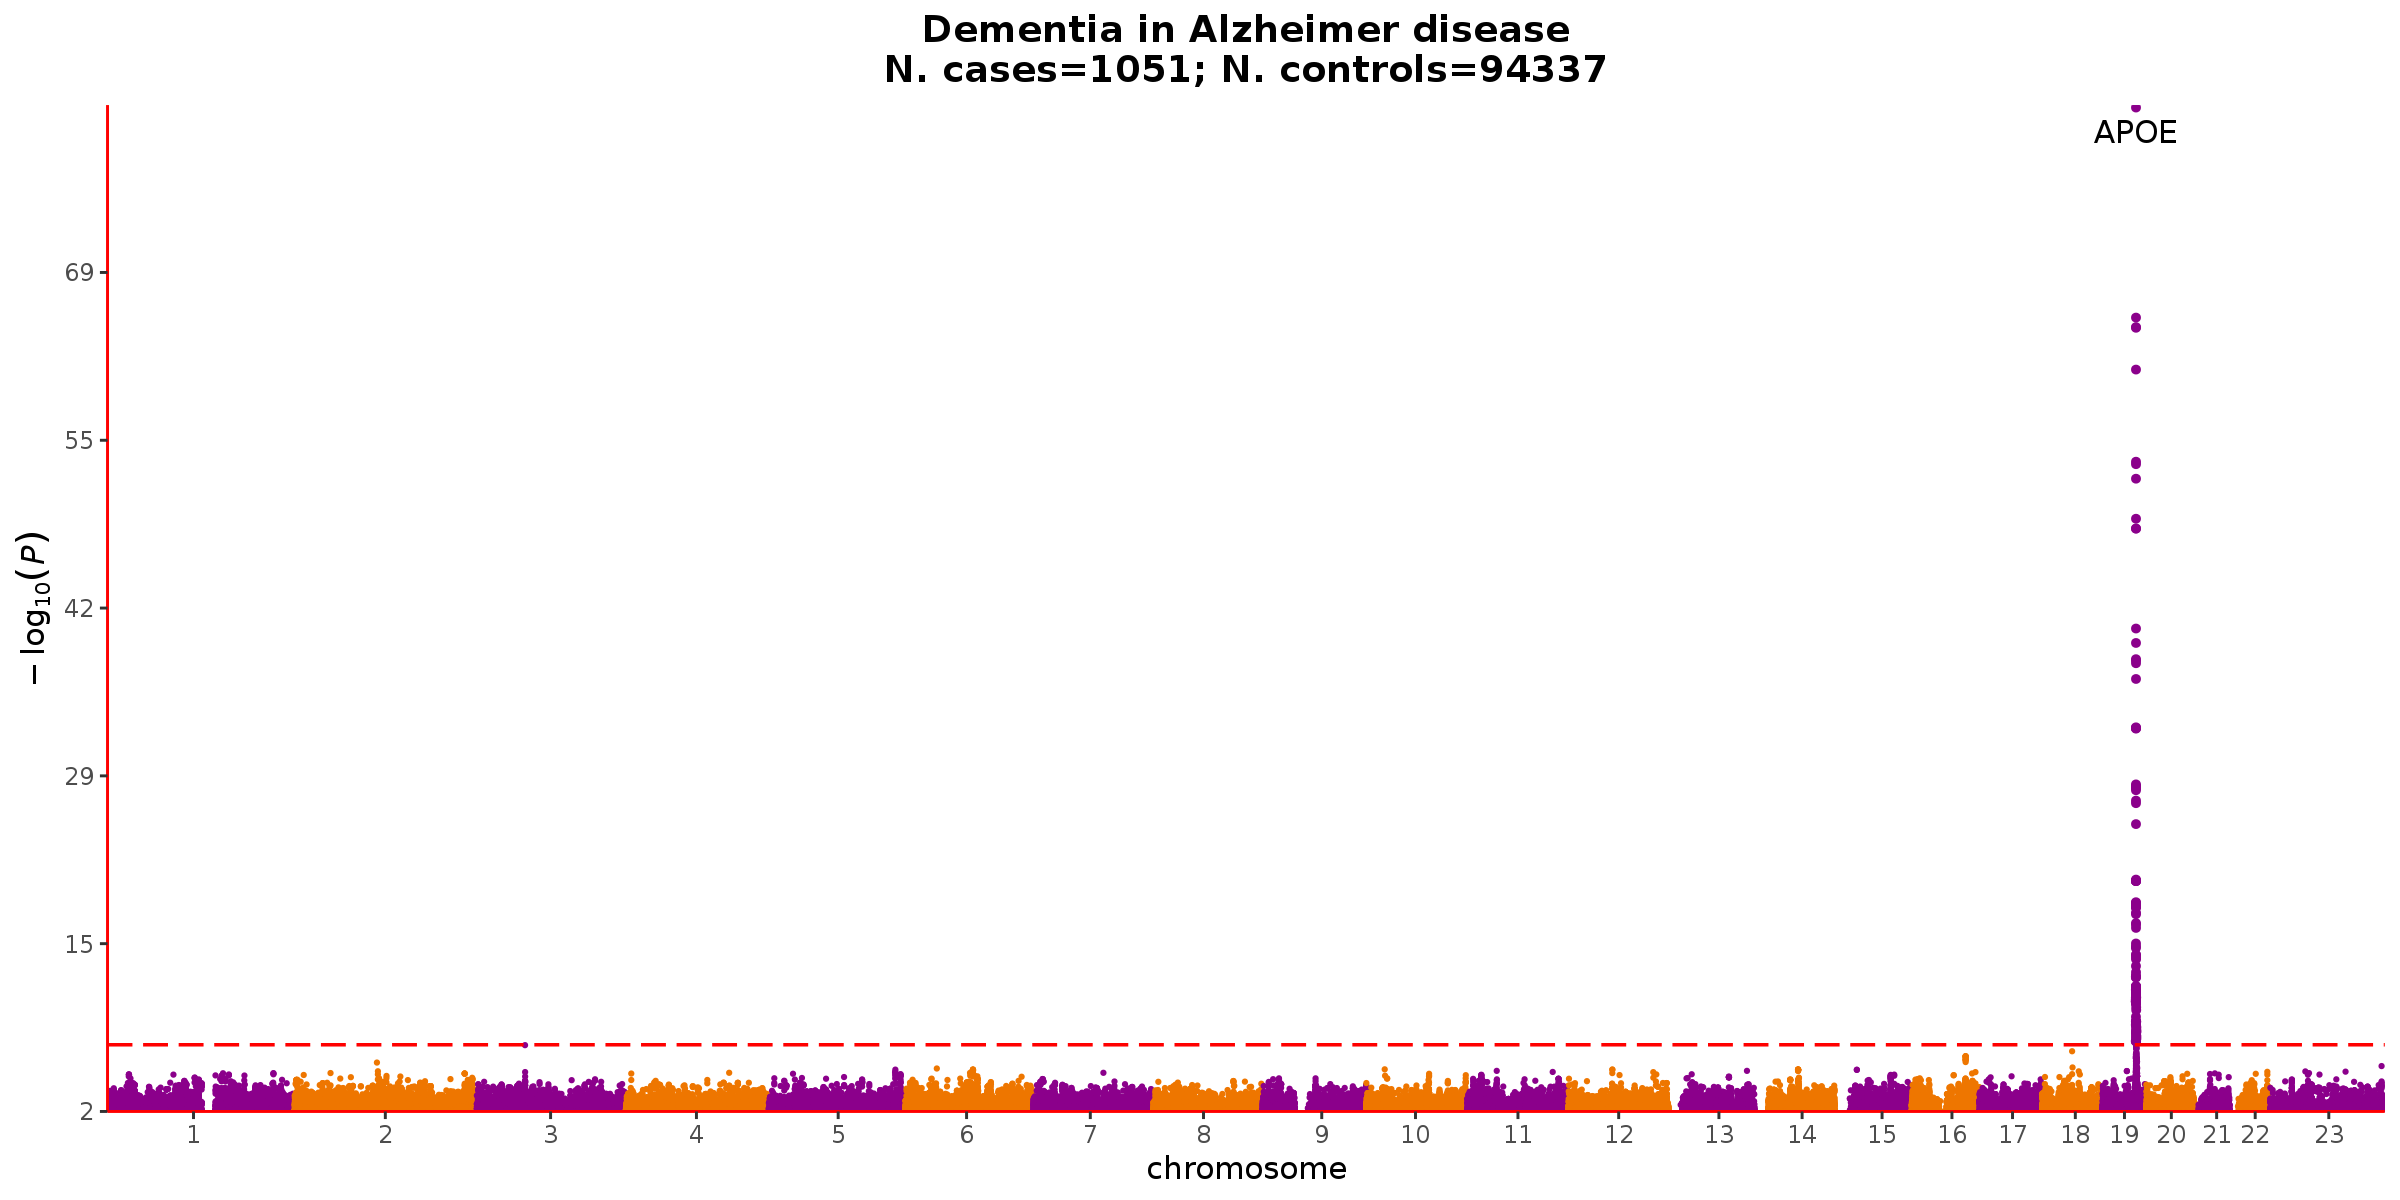 Dementia in Alzheimer disease
N. cases=1051; N. controls=94337
APOE
69
55
42
29
15
2
−log₁₀(P)
1 2 3 4 5 6 7 8 9 10 11 12 13 14 15 16 17 18 19 20 21 22 23
chromosome